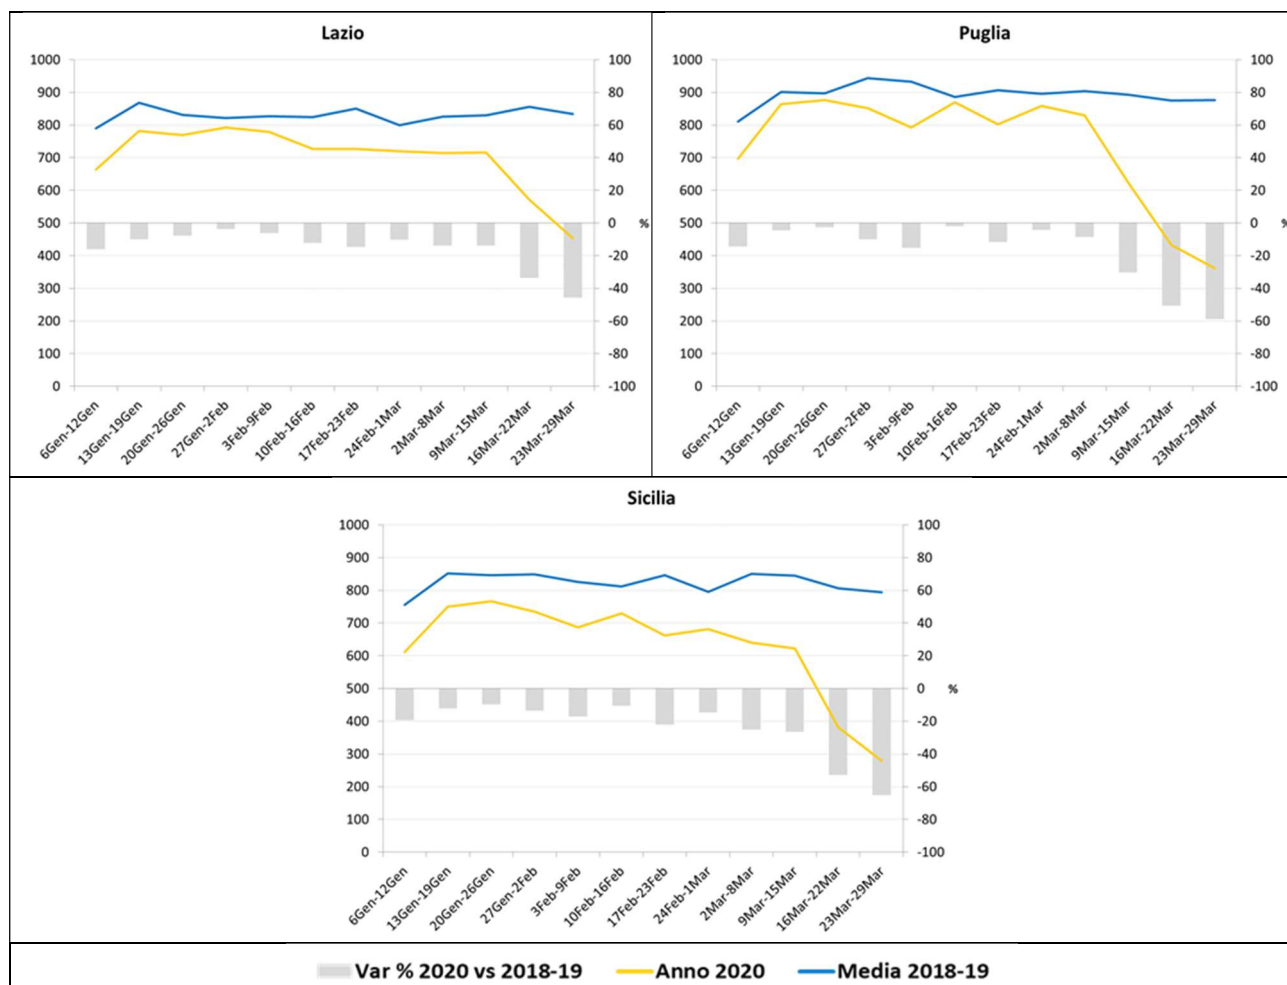 Lazio
1000
900
800
700
600
500
400
300
200
100
0
100
80
60
40
20
0
-20
-40
-60
-80
-100
%
6Gen-12Gen
13Gen-19Gen
20Gen-26Gen
27Gen-2Feb
3Feb-9Feb
10Feb-16Feb
17Feb-23Feb
24Feb-1Mar
2Mar-8Mar
9Mar-15Mar
16Mar-22Mar
23Mar-29Mar
Puglia
1000
900
800
700
600
500
400
300
200
100
0
100
80
60
40
20
0
-20
-40
-60
-80
-100
%
6Gen-12Gen
13Gen-19Gen
20Gen-26Gen
27Gen-2Feb
3Feb-9Feb
10Feb-16Feb
17Feb-23Feb
24Feb-1Mar
2Mar-8Mar
9Mar-15Mar
16Mar-22Mar
23Mar-29Mar
Sicilia
1000
900
800
700
600
500
400
300
200
100
0
100
80
60
40
20
0
-20
-40
-60
-80
-100
%
6Gen-12Gen
13Gen-19Gen
20Gen-26Gen
27Gen-2Feb
3Feb-9Feb
10Feb-16Feb
17Feb-23Feb
24Feb-1Mar
2Mar-8Mar
9Mar-15Mar
16Mar-22Mar
23Mar-29Mar
Var % 2020 vs 2018-19 Anno 2020 Media 2018-19